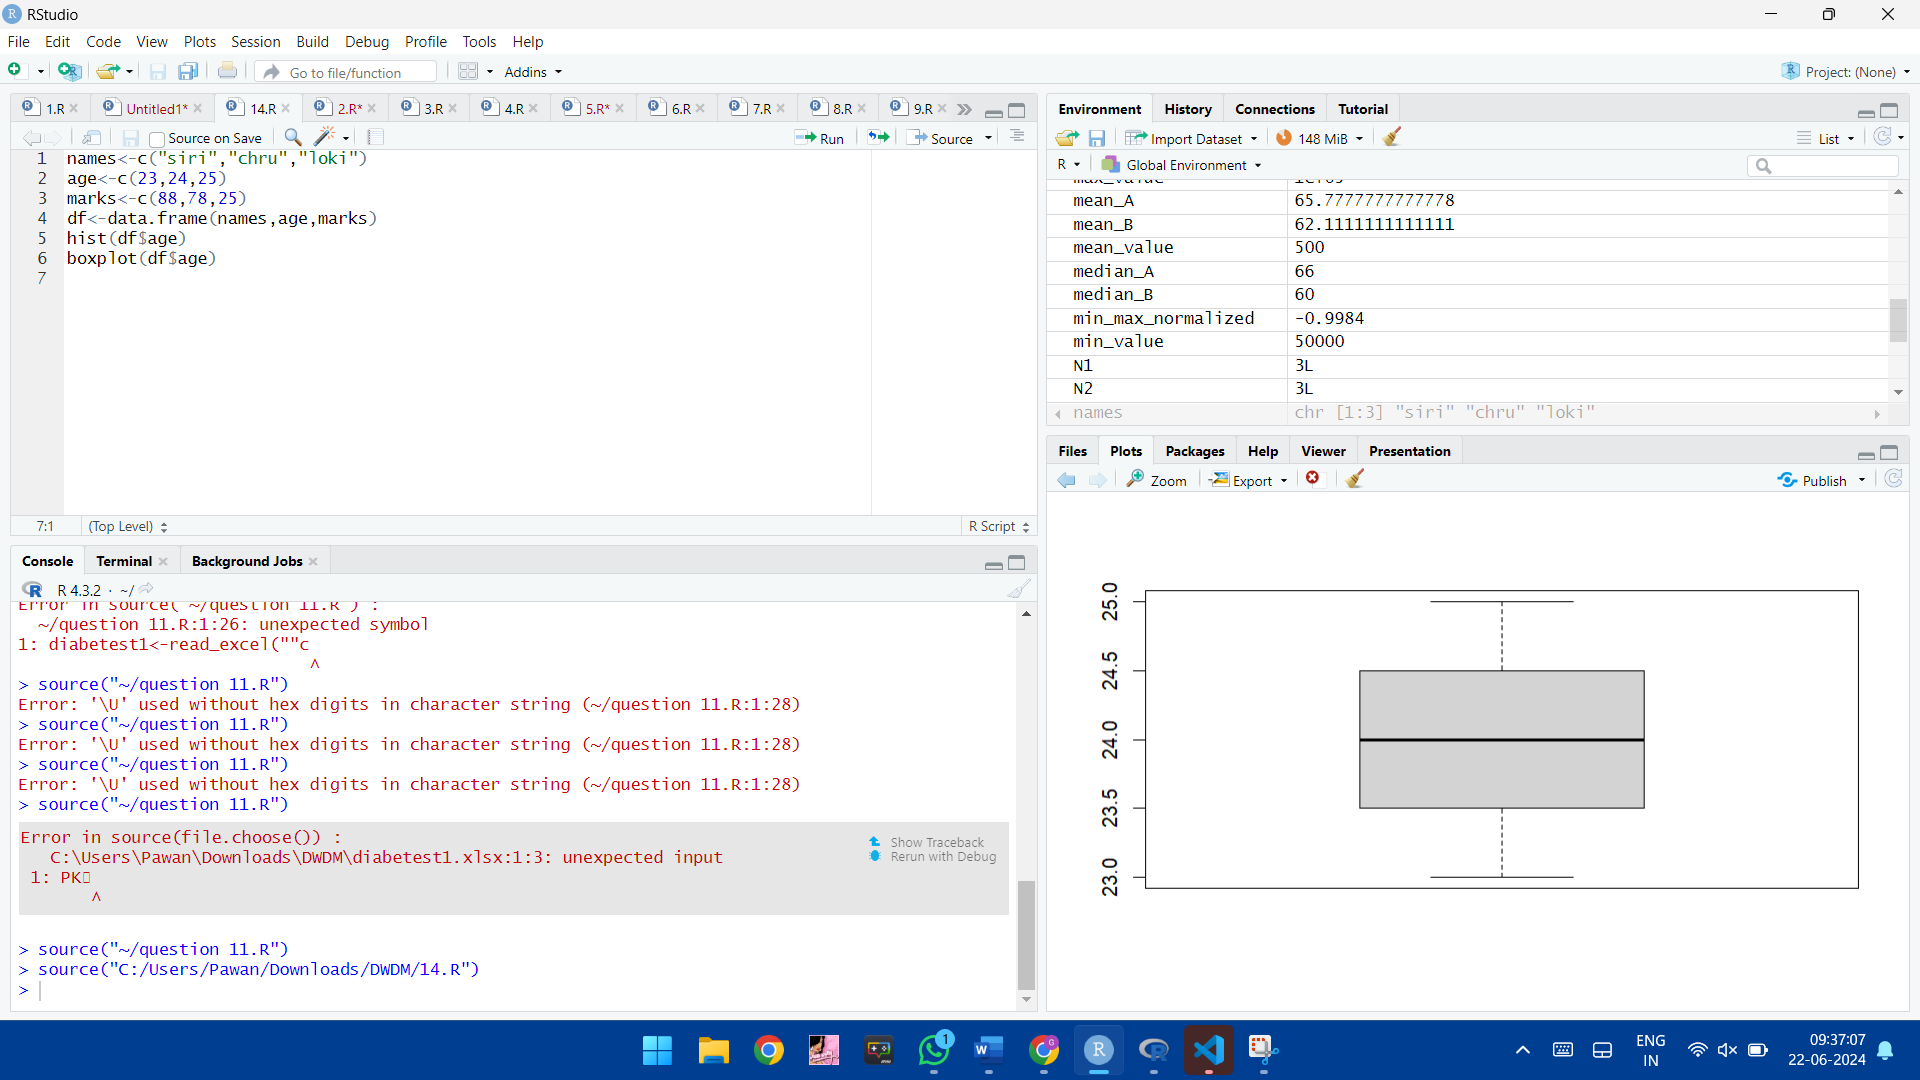 RStudio
File Edit Code View Plots Session Build Debug Profile Tools Help
Go to file/function Addins Project: (None)
1.R Untitled1* 14.R 2.R* 3.R 4.R 5.R* 6.R 7.R 8.R 9.R
Source on Save Run Source
1 names<-c("siri","chru","loki")
2 age<-c(23,24,25)
3 marks<-c(88,78,25)
4 df<-data.frame(names,age,marks)
5 hist(df$age)
6 boxplot(df$age)
7
7:1 (Top Level) R Script
Console Terminal Background Jobs
R 4.3.2 · ~/
Error in source("~/question 11.R") :
~/question 11.R:1:26: unexpected symbol
1: diabetest1<-read_excel(""c
^
> source("~/question 11.R")
Error: '\U' used without hex digits in character string (~/question 11.R:1:28)
> source("~/question 11.R")
Error: '\U' used without hex digits in character string (~/question 11.R:1:28)
> source("~/question 11.R")
Error: '\U' used without hex digits in character string (~/question 11.R:1:28)
> source("~/question 11.R")
Error in source(file.choose()) :
C:\Users\Pawan\Downloads\DWDM\diabetest1.xlsx:1:3: unexpected input
1: PK
^
Show Traceback
Rerun with Debug
> source("~/question 11.R")
> source("C:/Users/Pawan/Downloads/DWDM/14.R")
>
Environment History Connections Tutorial
Import Dataset 148 MiB List
R Global Environment
max_value 1e+05
mean_A 65.7777777777778
mean_B 62.1111111111111
mean_value 500
median_A 66
median_B 60
min_max_normalized -0.9984
min_value 50000
N1 3L
N2 3L
names chr [1:3] "siri" "chru" "loki"
Files Plots Packages Help Viewer Presentation
Zoom Export Publish
25.0
24.5
24.0
23.5
23.0
1
ENG
IN
09:37:07
22-06-2024